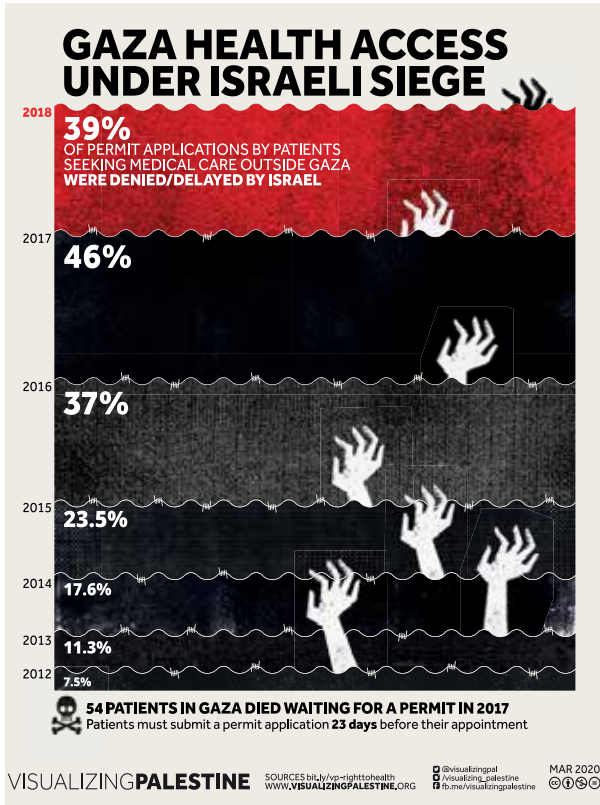 GAZA HEALTH ACCESS
UNDER ISRAELI SIEGE
2018
39%
OF PERMIT APPLICATIONS BY PATIENTS
SEEKING MEDICAL CARE OUTSIDE GAZA
WERE DENIED/DELAYED BY ISRAEL
2017
46%
2016
37%
2015
23.5%
2014
17.6%
2013
11.3%
2012
7.5%
54 PATIENTS IN GAZA DIED WAITING FOR A PERMIT IN 2017
Patients must submit a permit application 23 days before their appointment
VISUALIZINGPALESTINE
SOURCES bit.ly/vp-righttohealth
WWW.VISUALIZINGPALESTINE.ORG
@visualizingpal
/visualizing_palestine
fb.me/visualizingpalestine
MAR 2020